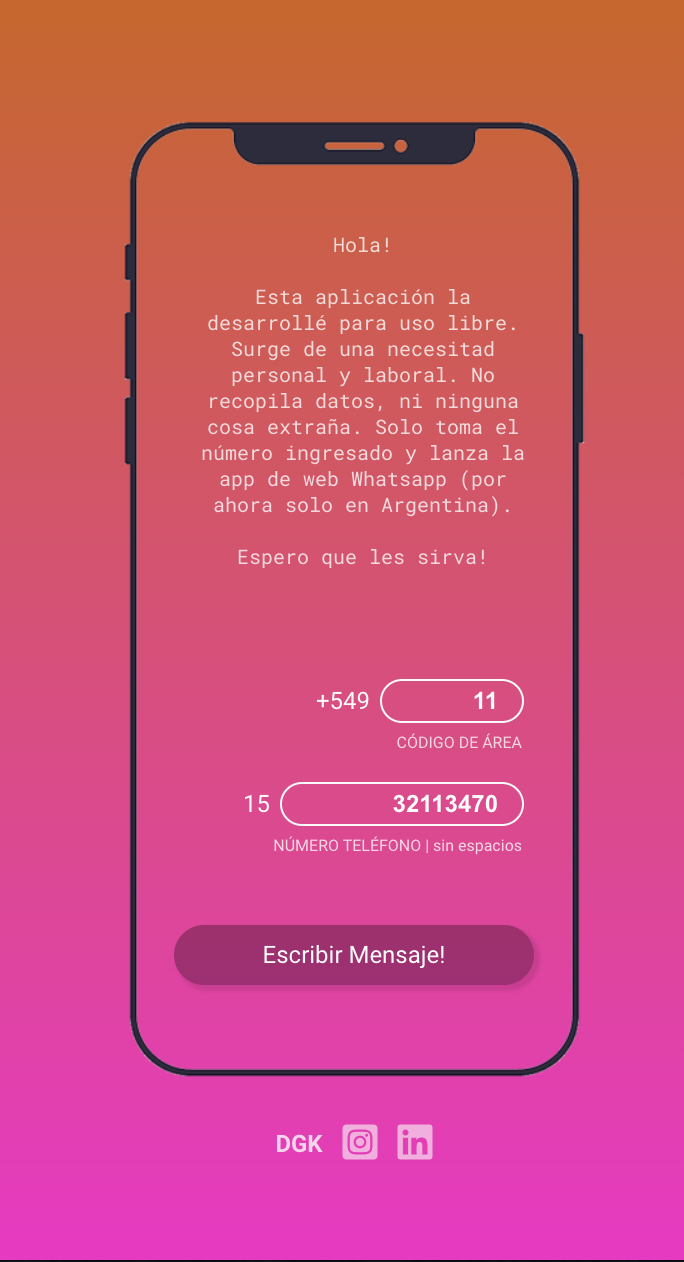 Hola!
Esta aplicación la
desarrollé para uso libre.
Surge de una necesitad
personal y laboral. No
recopila datos, ni ninguna
cosa extraña. Solo toma el
número ingresado y lanza la
app de web Whatsapp (por
ahora solo en Argentina).
Espero que les sirva!
+549 11
CÓDIGO DE ÁREA
15 32113470
NÚMERO TELÉFONO | sin espacios
Escribir Mensaje!
DGK in